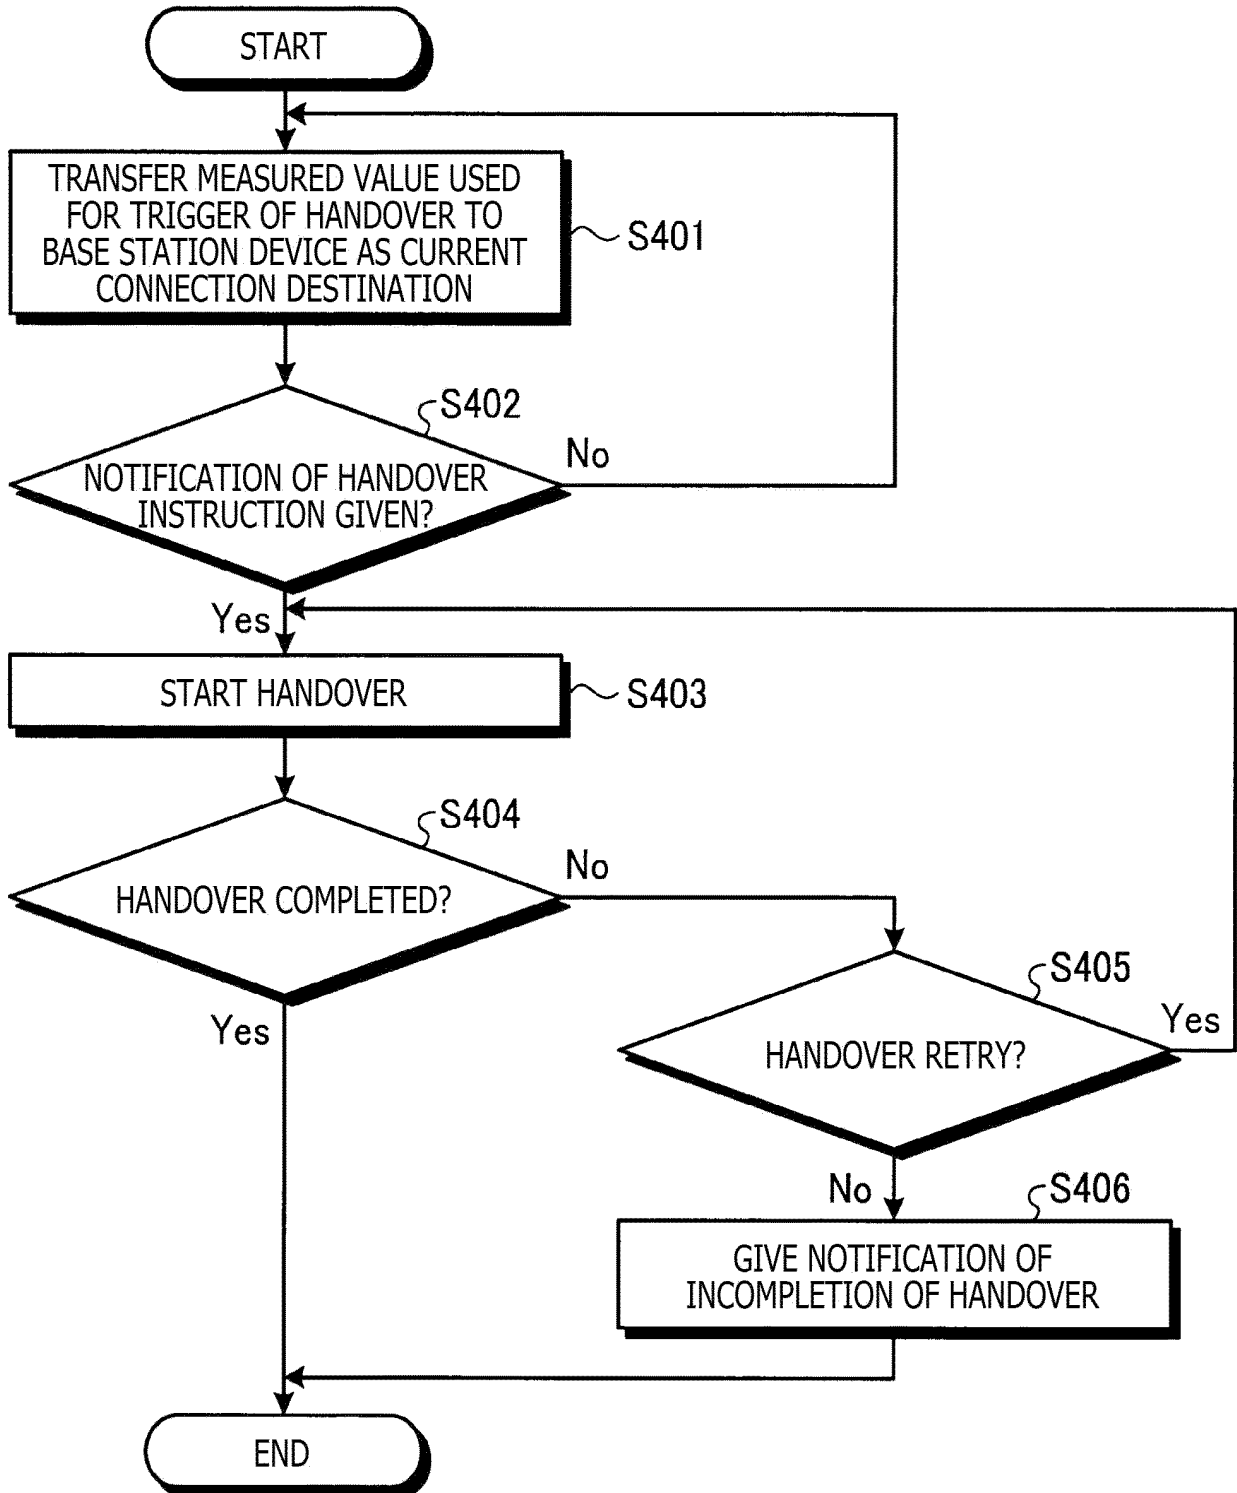 START
TRANSFER MEASURED VALUE USED
FOR TRIGGER OF HANDOVER TO
BASE STATION DEVICE AS CURRENT
CONNECTION DESTINATION
S401
S402
NOTIFICATION OF HANDOVER
INSTRUCTION GIVEN?
No
Yes
START HANDOVER
S403
S404
HANDOVER COMPLETED?
No
Yes
S405
HANDOVER RETRY?
Yes
No
S406
GIVE NOTIFICATION OF
INCOMPLETION OF HANDOVER
END